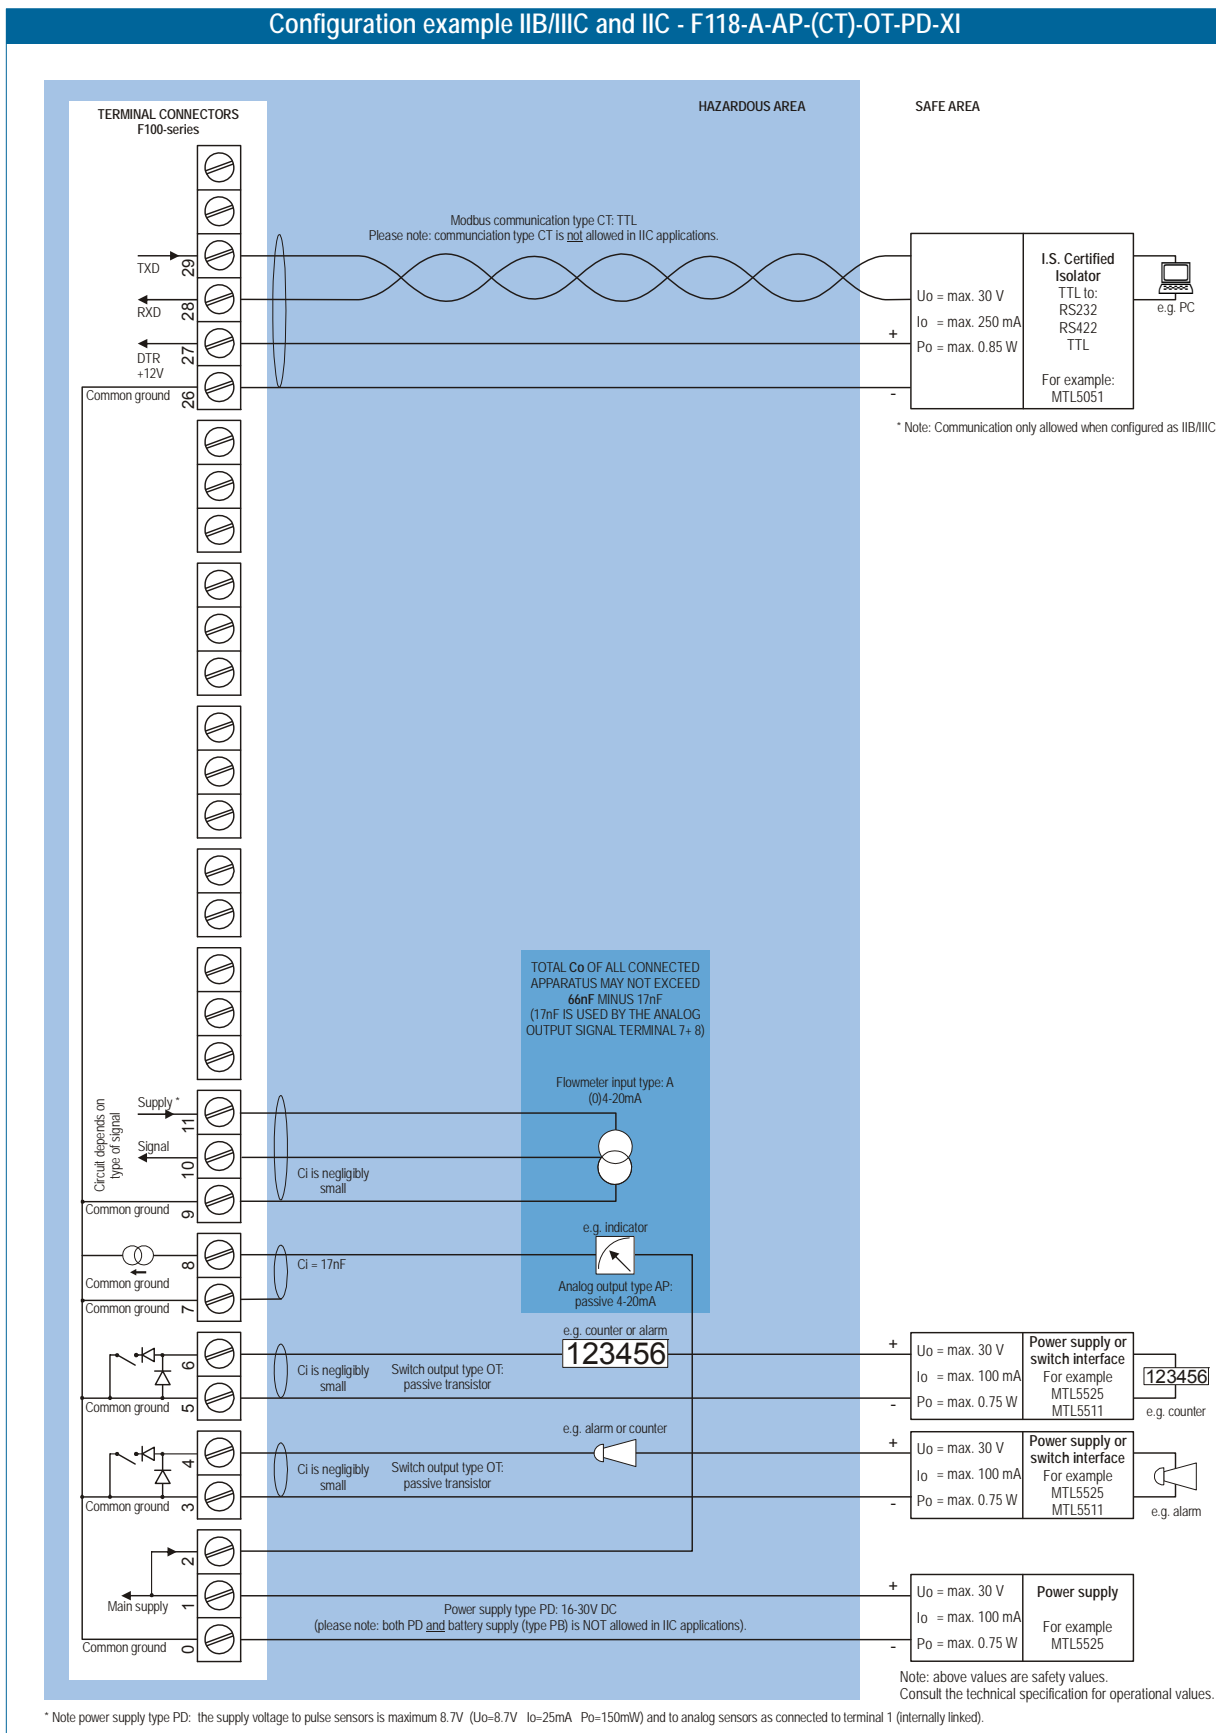 Configuration example IIB/IIIC and IIC - F118-A-AP-(CT)-OT-PD-XI
TERMINAL CONNECTORS
F100-series
HAZARDOUS AREA
SAFE AREA
Modbus communication type CT: TTL
Please note: communciation type CT is not allowed in IIC applications.
TXD
29
RXD
28
DTR
+12V
27
Common ground
26
+
-
Uo = max. 30 V
Io = max. 250 mA
Po = max. 0.85 W
I.S. Certified
Isolator
TTL to:
RS232
RS422
TTL
For example:
MTL5051
e.g. PC
* Note: Communication only allowed when configured as IIB/IIIC
TOTAL Co OF ALL CONNECTED
APPARATUS MAY NOT EXCEED
66nF MINUS 17nF
(17nF IS USED BY THE ANALOG
OUTPUT SIGNAL TERMINAL 7+ 8)
Flowmeter input type: A
(0)4-20mA
Circuit depends on
type of signal
Supply *
11
Signal
10
Common ground
9
Ci is negligibly
small
e.g. indicator
8
Common ground
Ci = 17nF
Analog output type AP:
passive 4-20mA
Common ground
7
e.g. counter or alarm
123456
6
Ci is negligibly
small
Switch output type OT:
passive transistor
Common ground
5
+
-
Uo = max. 30 V
Io = max. 100 mA
Po = max. 0.75 W
Power supply or
switch interface
For example
MTL5525
MTL5511
123456
e.g. counter
e.g. alarm or counter
4
Ci is negligibly
small
Switch output type OT:
passive transistor
Common ground
3
+
-
Uo = max. 30 V
Io = max. 100 mA
Po = max. 0.75 W
Power supply or
switch interface
For example
MTL5525
MTL5511
e.g. alarm
2
Main supply
1
Power supply type PD: 16-30V DC
(please note: both PD and battery supply (type PB) is NOT allowed in IIC applications).
Common ground
0
+
-
Uo = max. 30 V
Io = max. 100 mA
Po = max. 0.75 W
Power supply
For example
MTL5525
Note: above values are safety values.
Consult the technical specification for operational values.
* Note power supply type PD: the supply voltage to pulse sensors is maximum 8.7V (Uo=8.7V Io=25mA Po=150mW) and to analog sensors as connected to terminal 1 (internally linked).